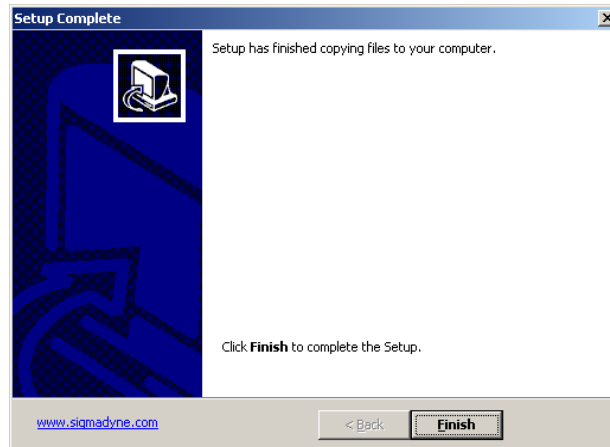 Setup Complete
Setup has finished copying files to your computer.
Click Finish to complete the Setup.
www.sigmadyne.com
< Back
Finish